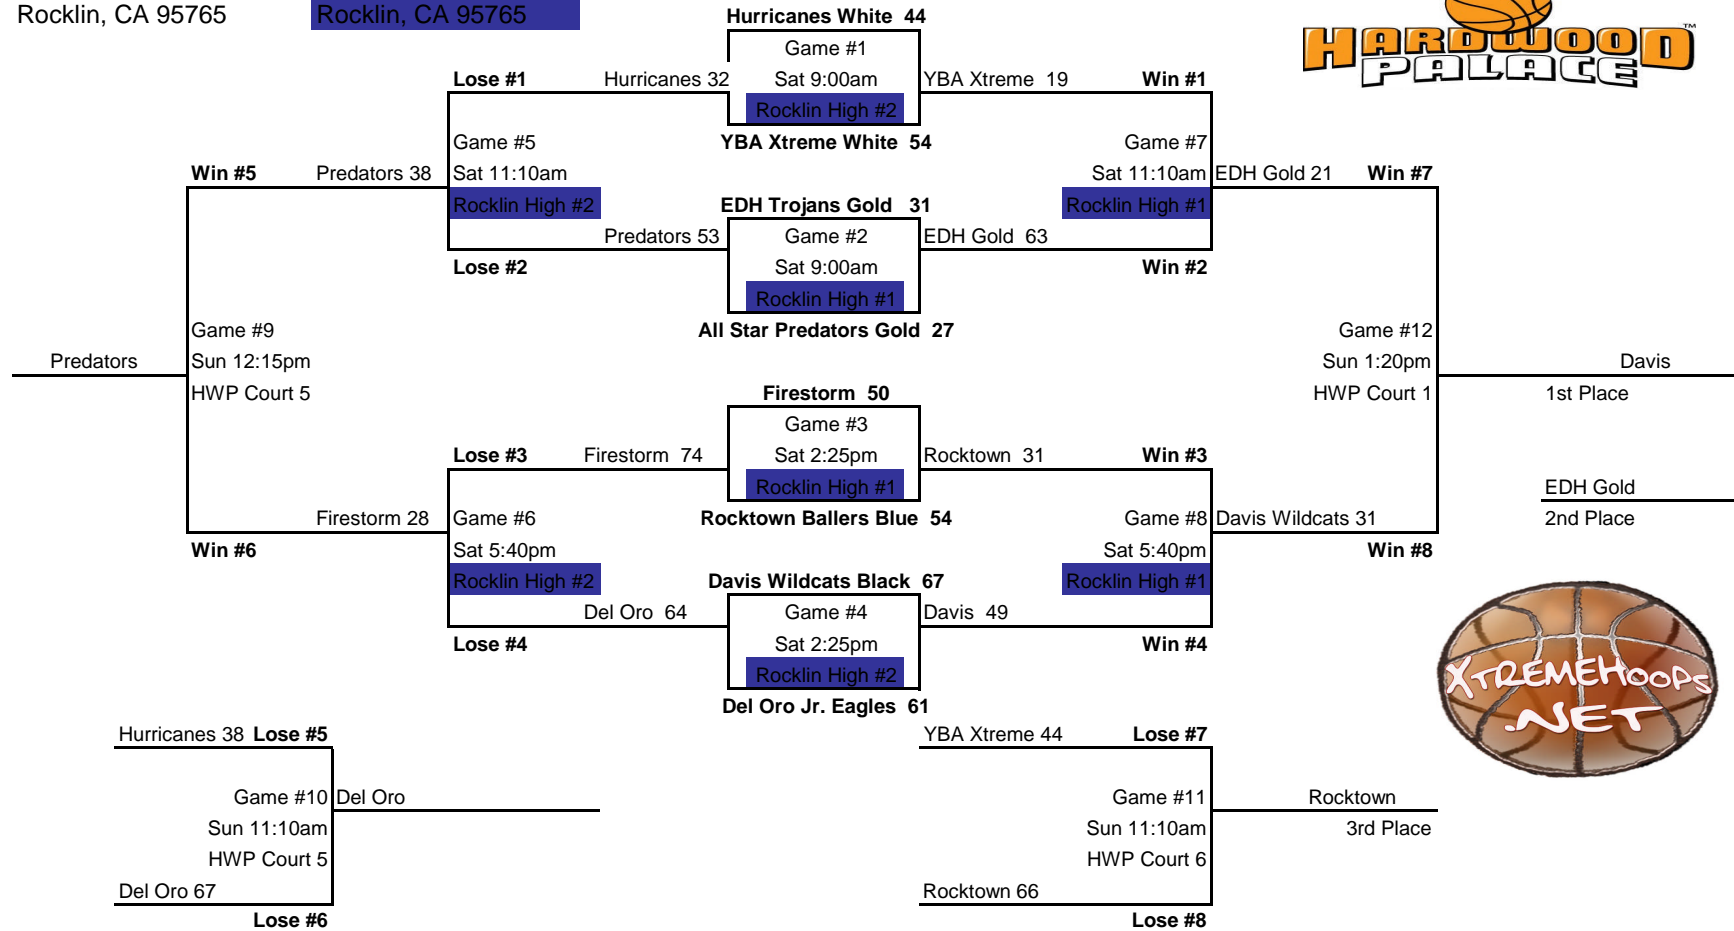 Rocklin, CA 95765
Rocklin, CA 95765
HARDWOOD PALACE™
Hurricanes White 44
Game #1
Sat 9:00am
Rocklin High #2
YBA Xtreme White 54
Lose #1
Hurricanes 32
YBA Xtreme 19
Win #1
Game #5
Sat 11:10am
Rocklin High #2
Game #7
Sat 11:10am
Rocklin High #1
Win #5
Predators 38
EDH Gold 21
Win #7
EDH Trojans Gold 31
Game #2
Sat 9:00am
Rocklin High #1
All Star Predators Gold 27
Predators 53
EDH Gold 63
Lose #2
Win #2
Game #9
Sun 12:15pm
HWP Court 5
Predators
Game #12
Sun 1:20pm
HWP Court 1
Davis
1st Place
Firestorm 50
Game #3
Sat 2:25pm
Rocklin High #1
Rocktown Ballers Blue 54
Lose #3
Firestorm 74
Rocktown 31
Win #3
EDH Gold
2nd Place
Firestorm 28
Win #6
Game #6
Sat 5:40pm
Rocklin High #2
Game #8
Sat 5:40pm
Rocklin High #1
Davis Wildcats 31
Win #8
Davis Wildcats Black 67
Game #4
Sat 2:25pm
Rocklin High #2
Del Oro Jr. Eagles 61
Del Oro 64
Davis 49
Lose #4
Win #4
XTREMEHOOPS
.NET
Hurricanes 38 Lose #5
Game #10
Sun 11:10am
HWP Court 5
Del Oro
Del Oro 67
Lose #6
YBA Xtreme 44
Lose #7
Game #11
Sun 11:10am
HWP Court 6
Rocktown
3rd Place
Rocktown 66
Lose #8